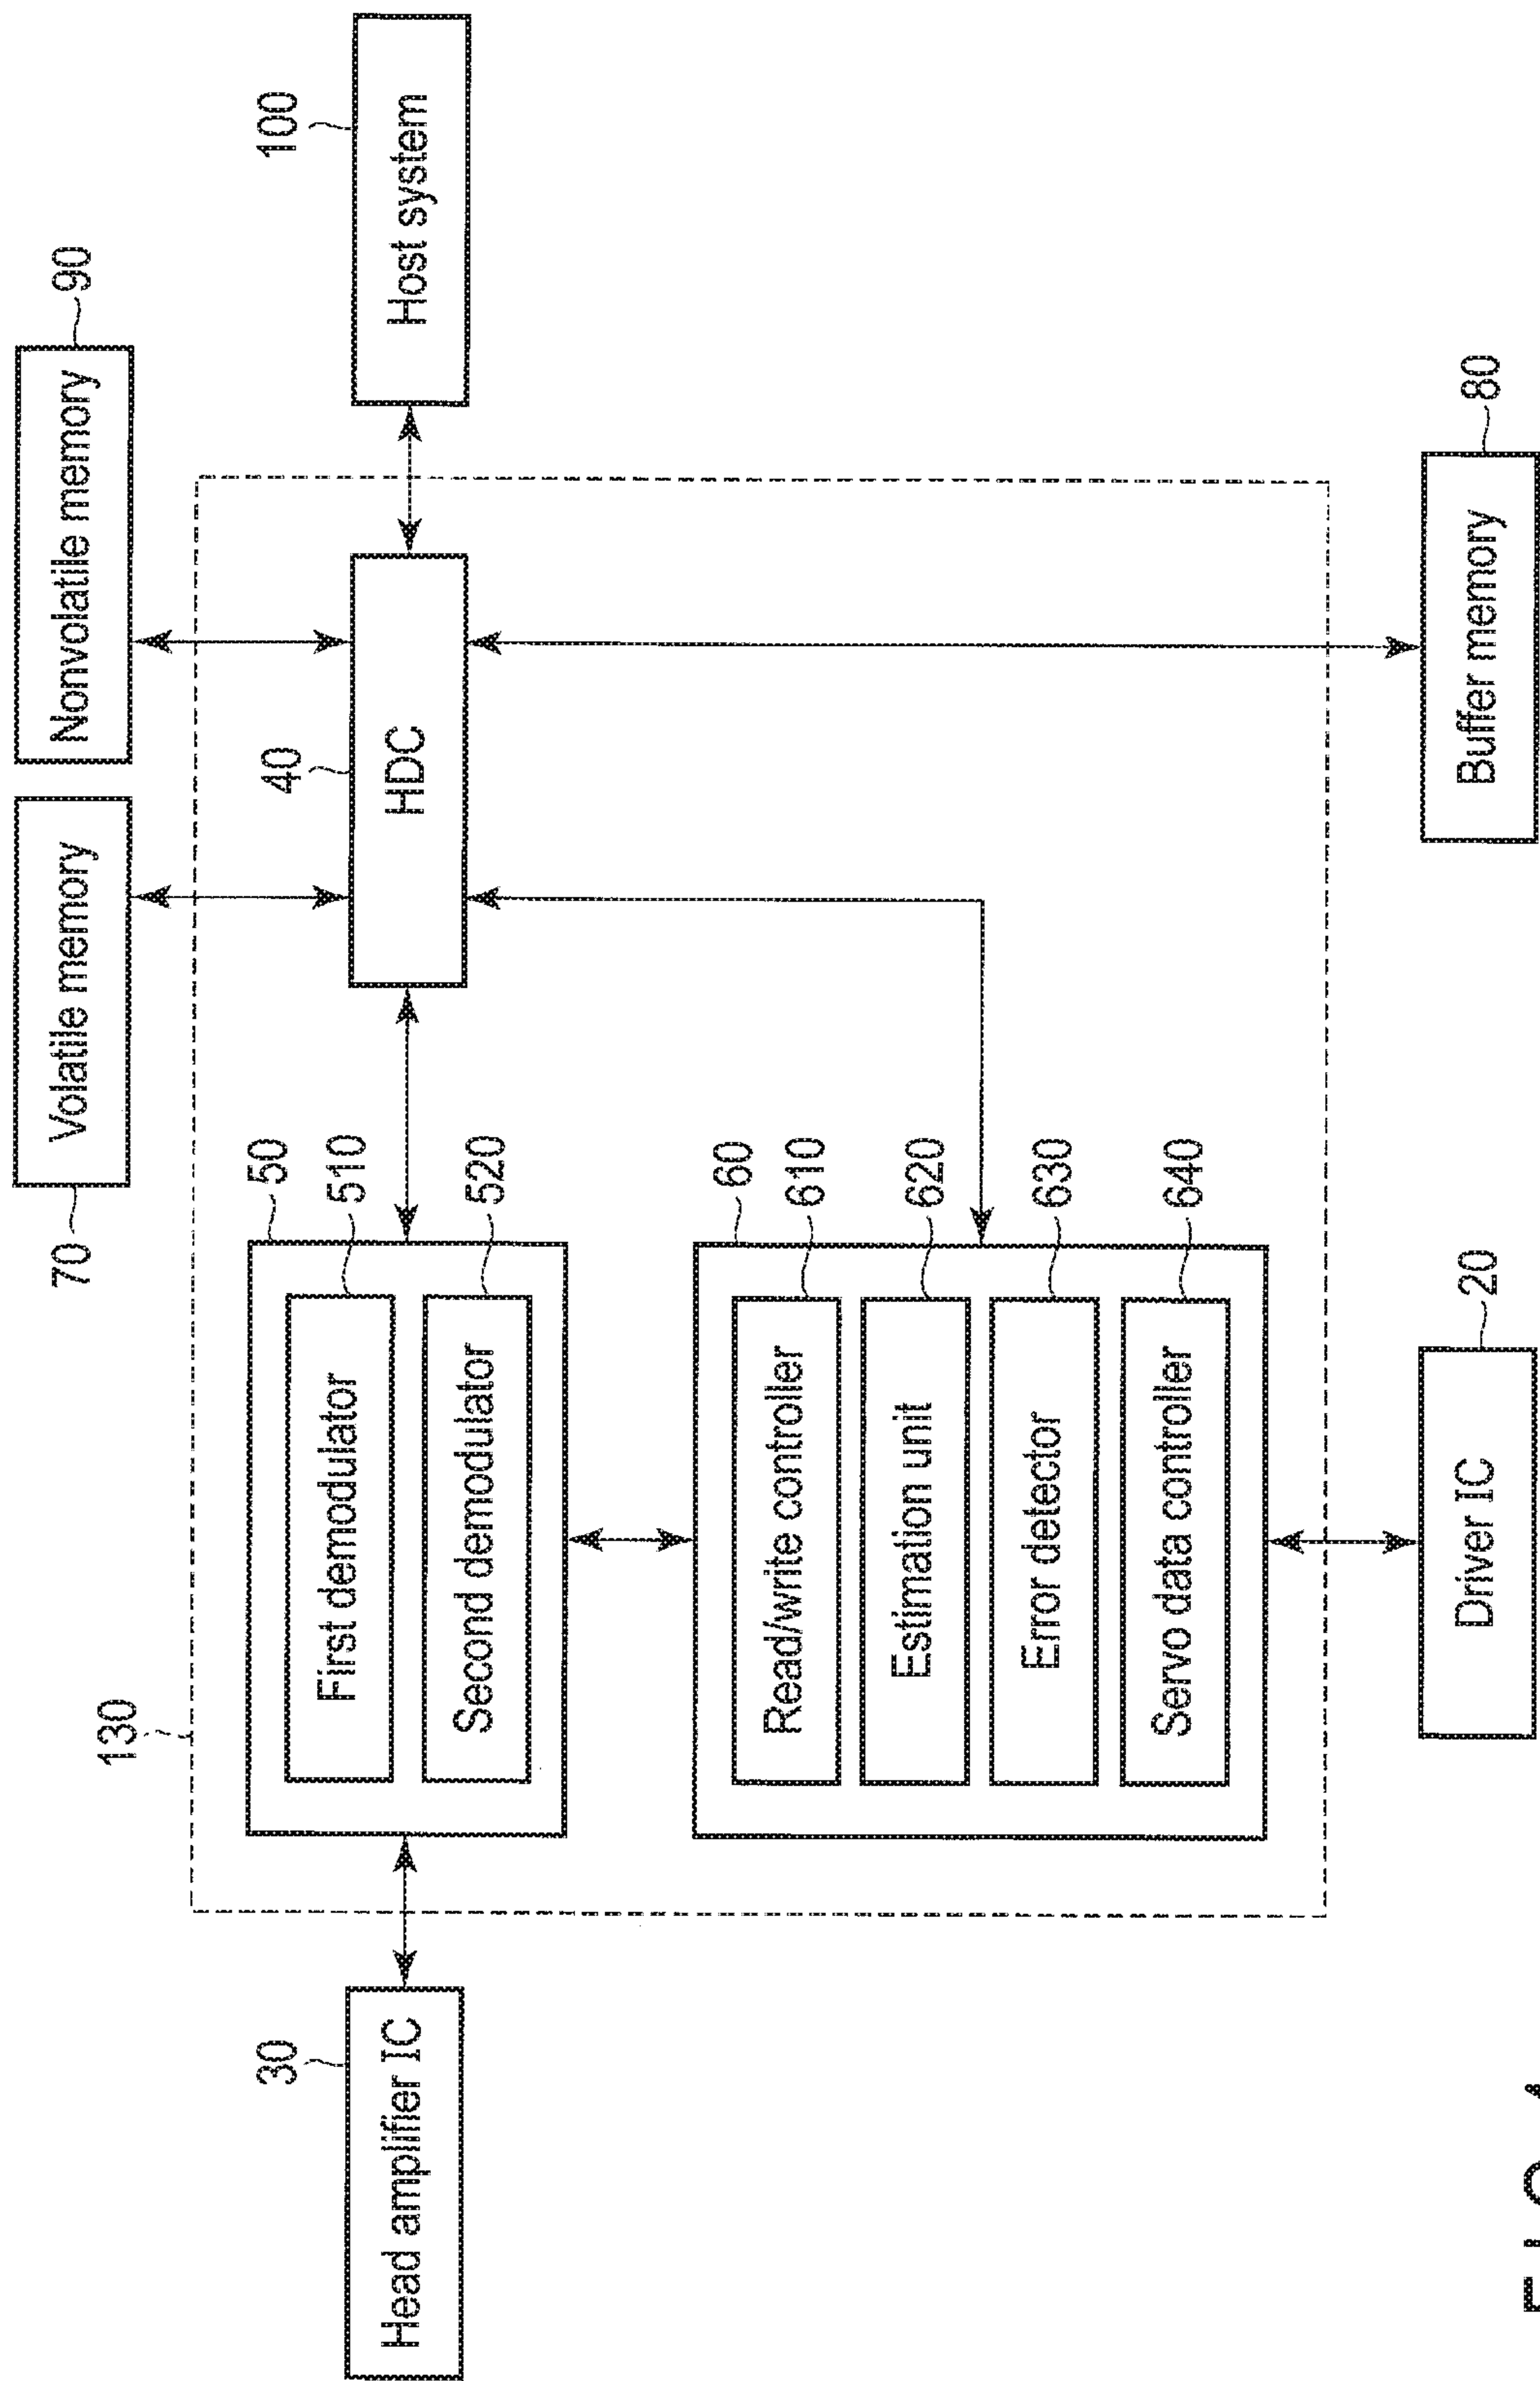 70
Volatile memory
Nonvolatile memory
90
130
30
Head amplifier IC
50
First demodulator
510
Second demodulator
520
40
HDC
100
Host system
60
Read/write controller
610
Estimation unit
620
Error detector
630
Servo data controller
640
Driver IC
20
Buffer memory
80